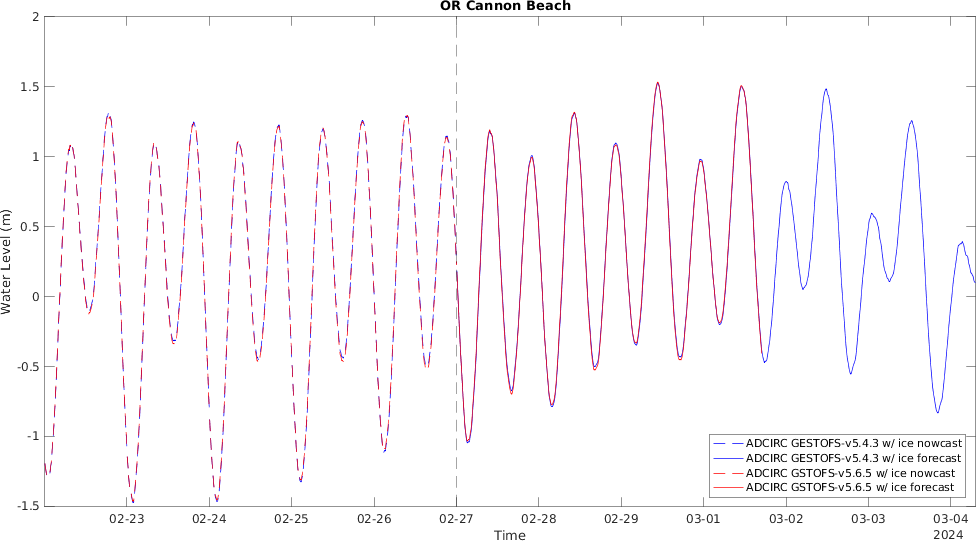 OR Cannon Beach
2
1.5
1
0.5
0
-0.5
-1
-1.5
Water Level (m)
02-23 02-24 02-25 02-26 02-27 02-28 02-29 03-01 03-02 03-03 03-04
2024
Time
ADCIRC GESTOFS-v5.4.3 w/ ice nowcast
ADCIRC GESTOFS-v5.4.3 w/ ice forecast
ADCIRC GSTOFS-v5.6.5 w/ ice nowcast
ADCIRC GSTOFS-v5.6.5 w/ ice forecast